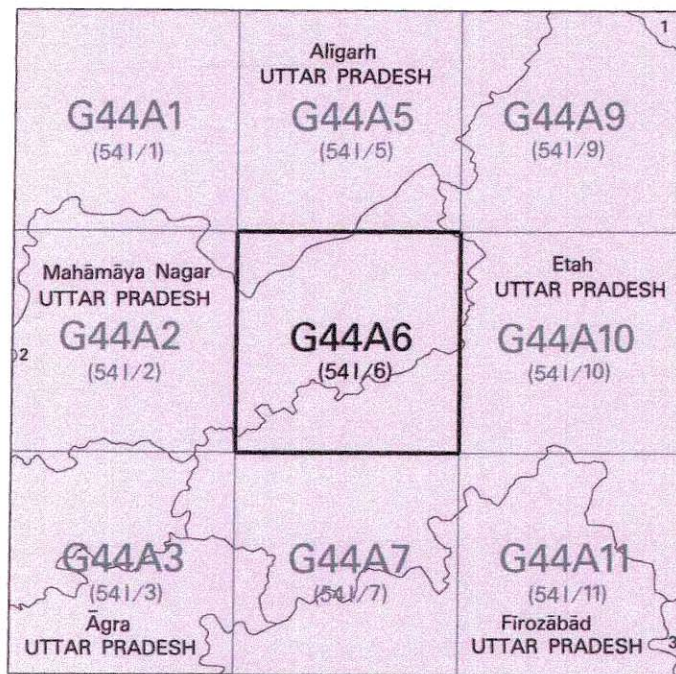 1
Alīgarh
UTTAR PRADESH
G44A1
(54 I/1)
G44A5
(54 I/5)
G44A9
(54 I/9)
Mahāmāya Nagar
UTTAR PRADESH
G44A2
(54 I/2)
2
G44A6
(54 I/6)
Etah
UTTAR PRADESH
G44A10
(54 I/10)
G44A3
(54 I/3)
Āgra
UTTAR PRADESH
G44A7
(54 I/7)
G44A11
(54 I/11)
Fīrozābād
UTTAR PRADESH
3